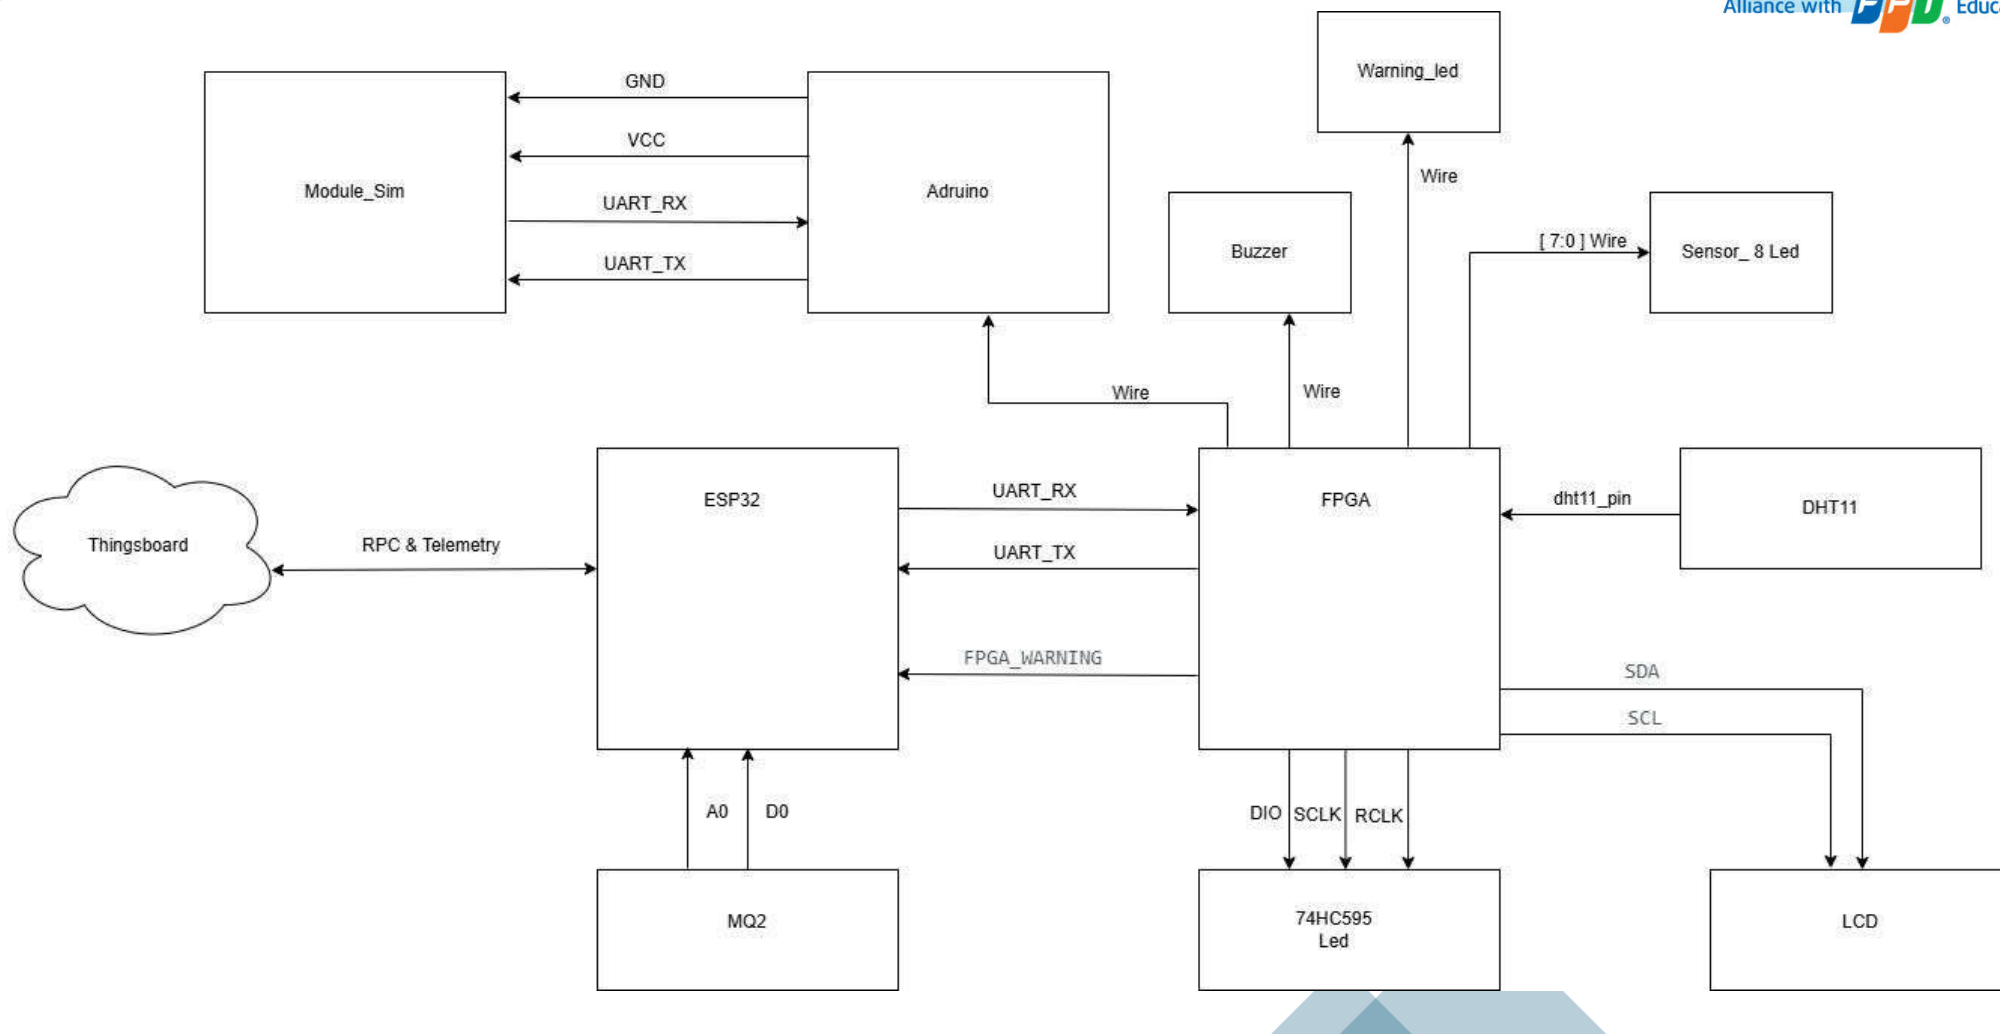 Alliance with FPT® Educa
Warning_led
GND
VCC
Module_Sim
Adruino
UART_RX
UART_TX
Wire
Buzzer
[ 7:0 ] Wire
Sensor_ 8 Led
Wire
Wire
ESP32
UART_RX
FPGA
dht11_pin
DHT11
Thingsboard
RPC & Telemetry
UART_TX
FPGA_WARNING
SDA
SCL
A0
D0
DIO
SCLK
RCLK
MQ2
74HC595
Led
LCD